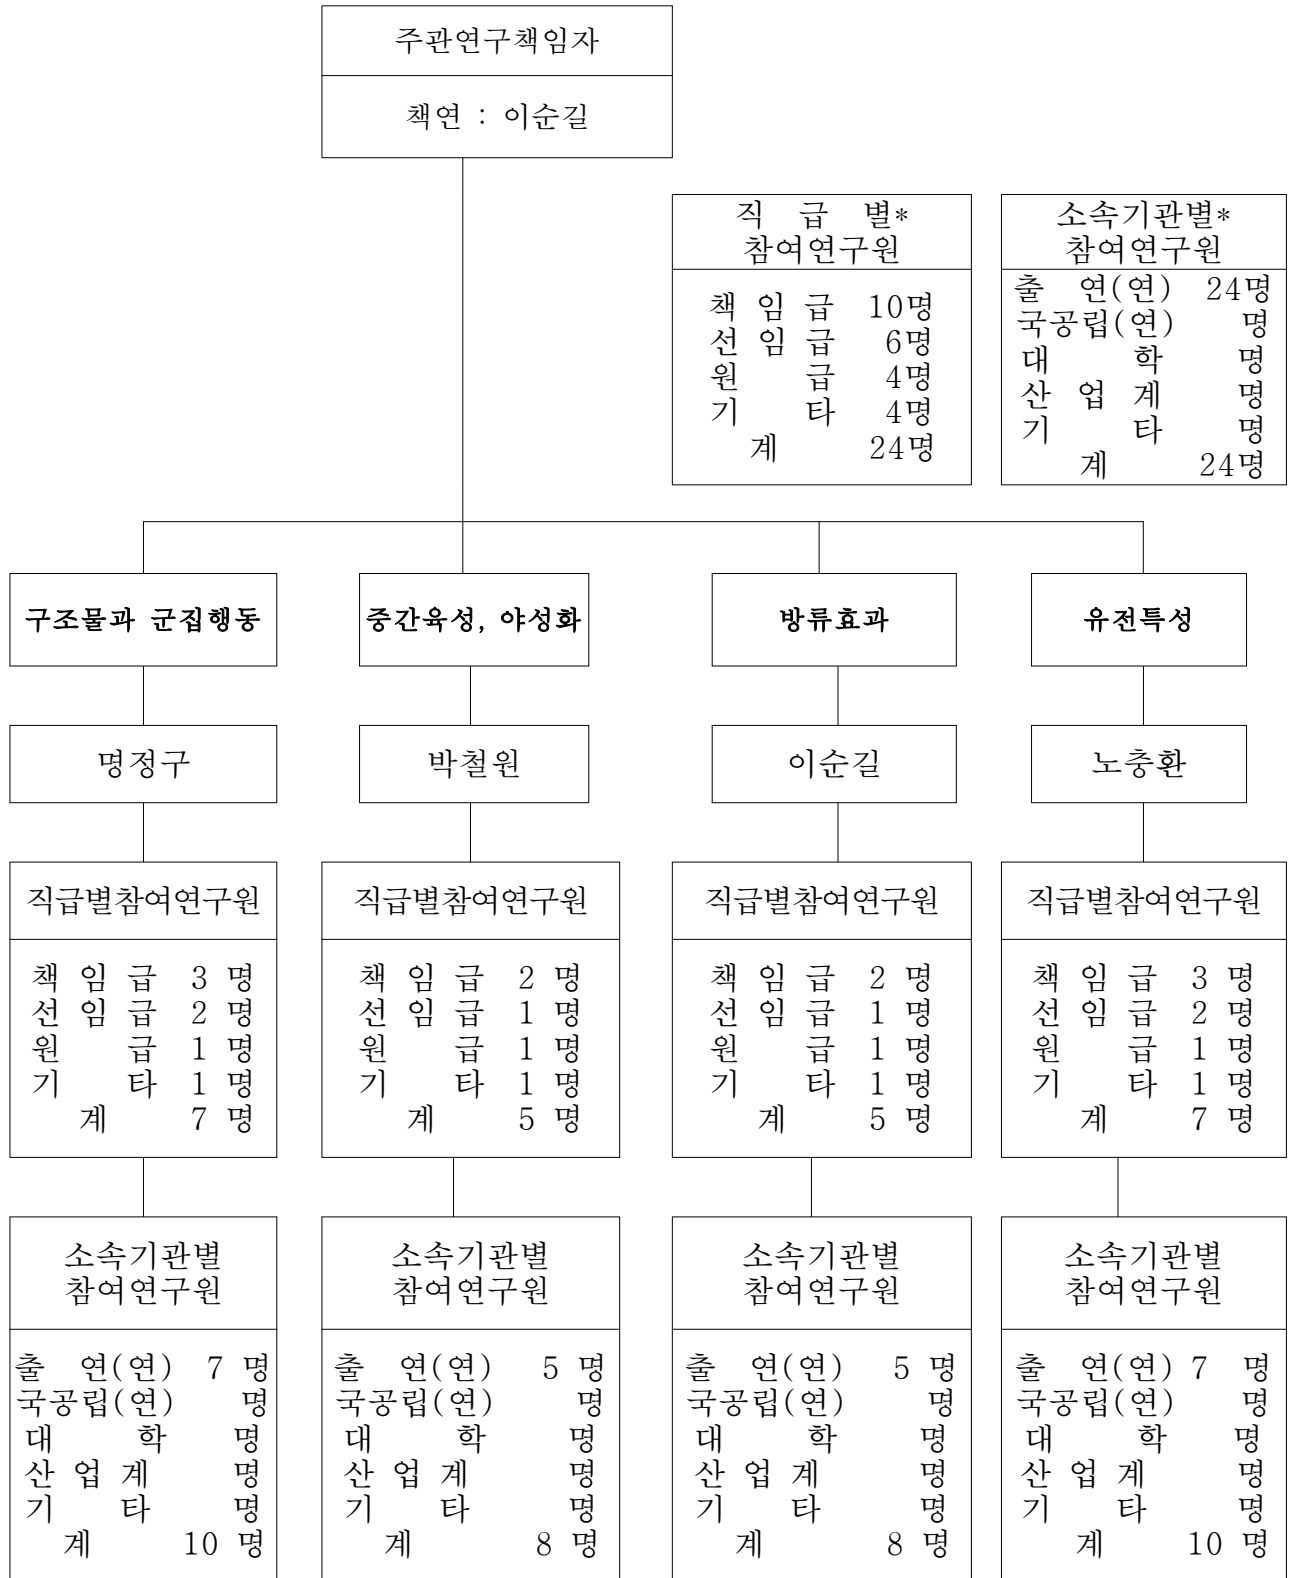 주관연구책임자
책연 : 이순길
직 급 별*
참여연구원
책 임 급 10명
선 임 급 6명
원 급 4명
기 타 4명
계 24명
소속기관별*
참여연구원
출 연(연) 24명
국공립(연) 명
대 학 명
산 업 계 명
기 타 명
계 24명
구조물과 군집행동
중간육성, 야성화
방류효과
유전특성
명정구
박철원
이순길
노충환
직급별참여연구원
책 임 급 3 명
선 임 급 2 명
원 급 1 명
기 타 1 명
계 7 명
직급별참여연구원
책 임 급 2 명
선 임 급 1 명
원 급 1 명
기 타 1 명
계 5 명
직급별참여연구원
책 임 급 2 명
선 임 급 1 명
원 급 1 명
기 타 1 명
계 5 명
직급별참여연구원
책 임 급 3 명
선 임 급 2 명
원 급 1 명
기 타 1 명
계 7 명
소속기관별
참여연구원
출 연(연) 7 명
국공립(연) 명
대 학 명
산 업 계 명
기 타 명
계 10 명
소속기관별
참여연구원
출 연(연) 5 명
국공립(연) 명
대 학 명
산 업 계 명
기 타 명
계 8 명
소속기관별
참여연구원
출 연(연) 5 명
국공립(연) 명
대 학 명
산 업 계 명
기 타 명
계 8 명
소속기관별
참여연구원
출 연(연) 7 명
국공립(연) 명
대 학 명
산 업 계 명
기 타 명
계 10 명